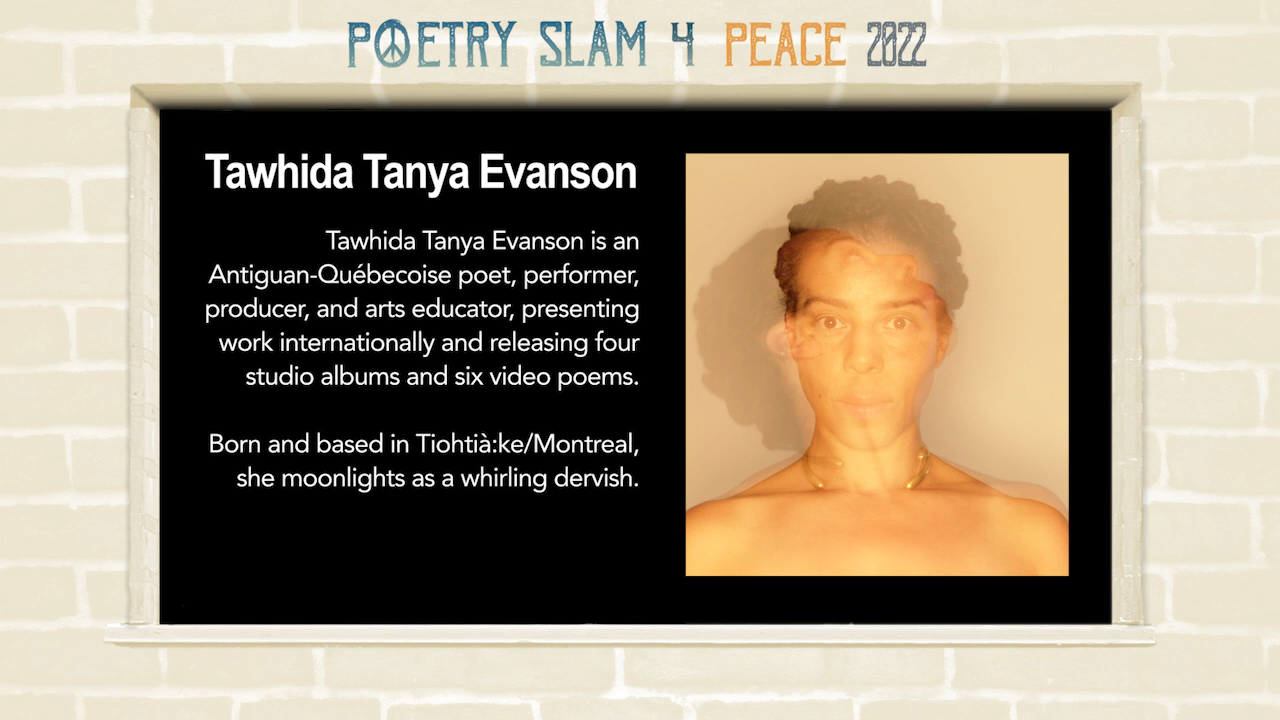 POETRY SLAM 4 PEACE 2022
Tawhida Tanya Evanson
Tawhida Tanya Evanson is an
Antiguan-Québecoise poet, performer,
producer, and arts educator, presenting
work internationally and releasing four
studio albums and six video poems.
Born and based in Tiohtià:ke/Montreal,
she moonlights as a whirling dervish.